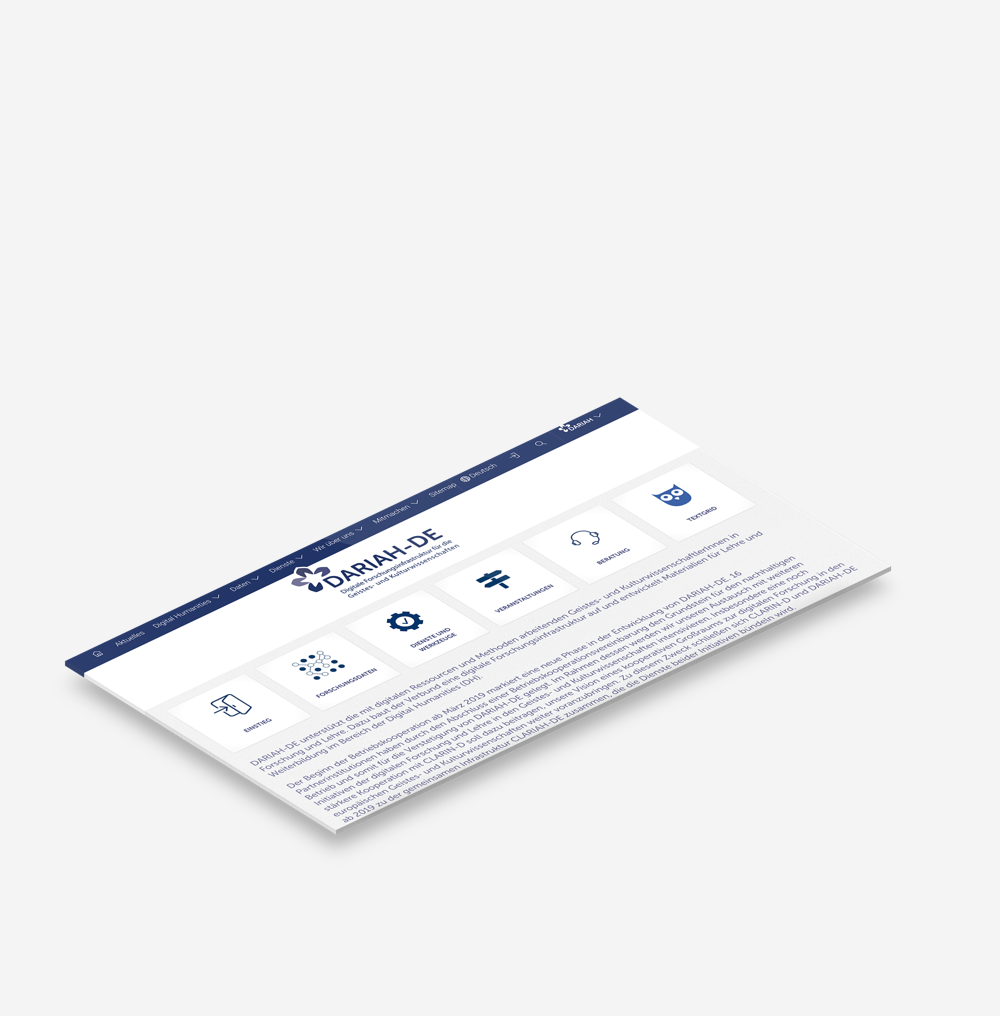 Aktuelles Digital Humanities Daten Dienste Wir über uns Mitmachen Sitemap Deutsch DARIAH
DARIAH-DE
Digitale Forschungsinfrastruktur für die
Geistes- und Kulturwissenschaften
EINSTIEG
FORSCHUNGSDATEN
DIENSTE UND
WERKZEUGE
VERANSTALTUNGEN
BERATUNG
TEXTGRID
DARIAH-DE unterstützt die mit digitalen Ressourcen und Methoden arbeitenden Geistes- und KulturwissenschaftlerInnen in
Forschung und Lehre. Dazu baut der Verbund eine digitale Forschungsinfrastruktur auf und entwickelt Materialien für Lehre und
Weiterbildung im Bereich der Digital Humanities (DH).
Der Beginn der Betriebskooperation ab März 2019 markiert eine neue Phase in der Entwicklung von DARIAH-DE. 16
Partnerinstitutionen haben durch den Abschluss einer Betriebskooperationsvereinbarung den Grundstein für den nachhaltigen
Betrieb und somit für die Verstetigung von DARIAH-DE gelegt. Im Rahmen dessen werden wir unseren Austausch mit weiteren
Initiativen der digitalen Forschung und Lehre in den Geistes- und Kulturwissenschaften intensivieren. Insbesondere eine noch
stärkere Kooperation mit CLARIN-D soll dazu beitragen, unsere Vision eines kooperativen Großraums zur digitalen Forschung in den
europäischen Geistes- und Kulturwissenschaften weiter voranzubringen. Zu diesem Zweck schließen sich CLARIN-D und DARIAH-DE
ab 2019 zu der gemeinsamen Infrastruktur CLARIAH-DE zusammen, die die Dienste beider Initiativen bündeln wird.